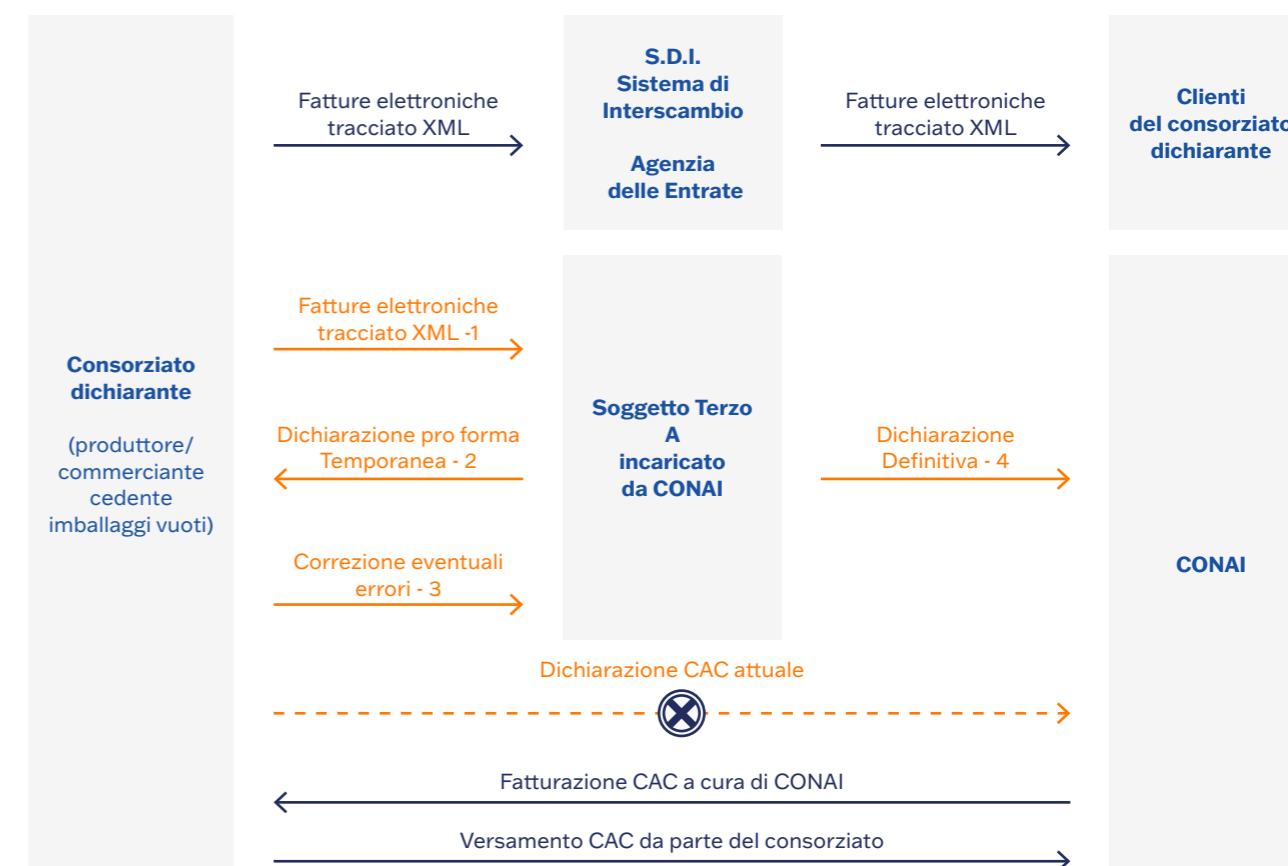 Fatture elettroniche
tracciato XML
S.D.I.
Sistema di
Interscambio
Agenzia
delle Entrate
Fatture elettroniche
tracciato XML
Clienti
del consorziato
dichiarante
Consorziato
dichiarante
(produttore/
commerciante
cedente
imballaggi vuoti)
Fatture elettroniche
tracciato XML -1
Dichiarazione pro forma
Temporanea - 2
Correzione eventuali
errori - 3
Soggetto Terzo
A
incaricato
da CONAI
Dichiarazione
Definitiva - 4
CONAI
Dichiarazione CAC attuale
Fatturazione CAC a cura di CONAI
Versamento CAC da parte del consorziato